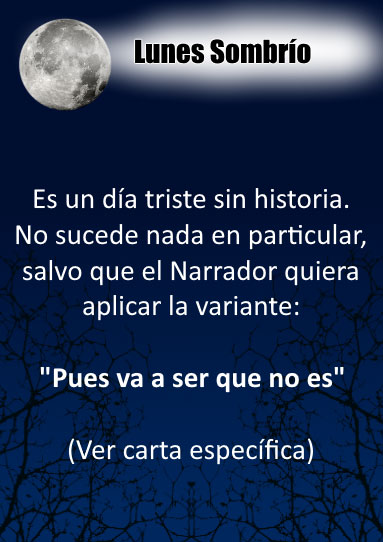 Lunes Sombrío
Es un día triste sin historia.
No sucede nada en particular,
salvo que el Narrador quiera
aplicar la variante:
"Pues va a ser que no es"
(Ver carta específica)